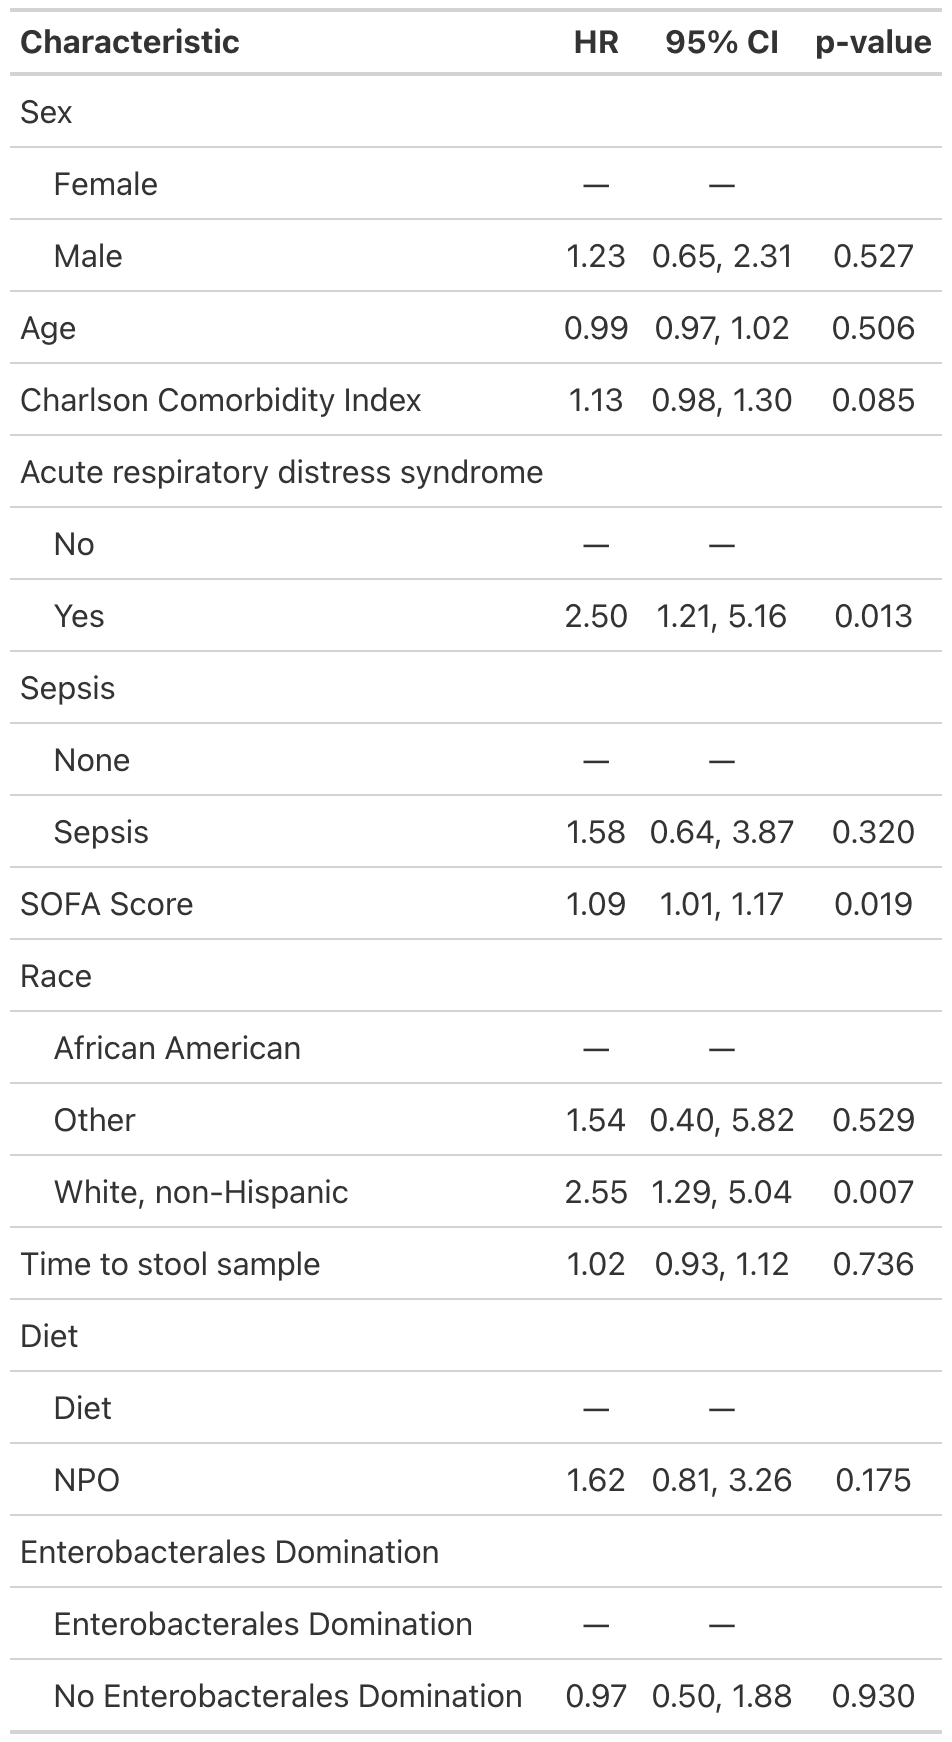 Characteristic HR 95% CI p-value
Sex
Female — —
Male 1.23 0.65, 2.31 0.527
Age 0.99 0.97, 1.02 0.506
Charlson Comorbidity Index 1.13 0.98, 1.30 0.085
Acute respiratory distress syndrome
No — —
Yes 2.50 1.21, 5.16 0.013
Sepsis
None — —
Sepsis 1.58 0.64, 3.87 0.320
SOFA Score 1.09 1.01, 1.17 0.019
Race
African American — —
Other 1.54 0.40, 5.82 0.529
White, non-Hispanic 2.55 1.29, 5.04 0.007
Time to stool sample 1.02 0.93, 1.12 0.736
Diet
Diet — —
NPO 1.62 0.81, 3.26 0.175
Enterobacterales Domination
Enterobacterales Domination — —
No Enterobacterales Domination 0.97 0.50, 1.88 0.930